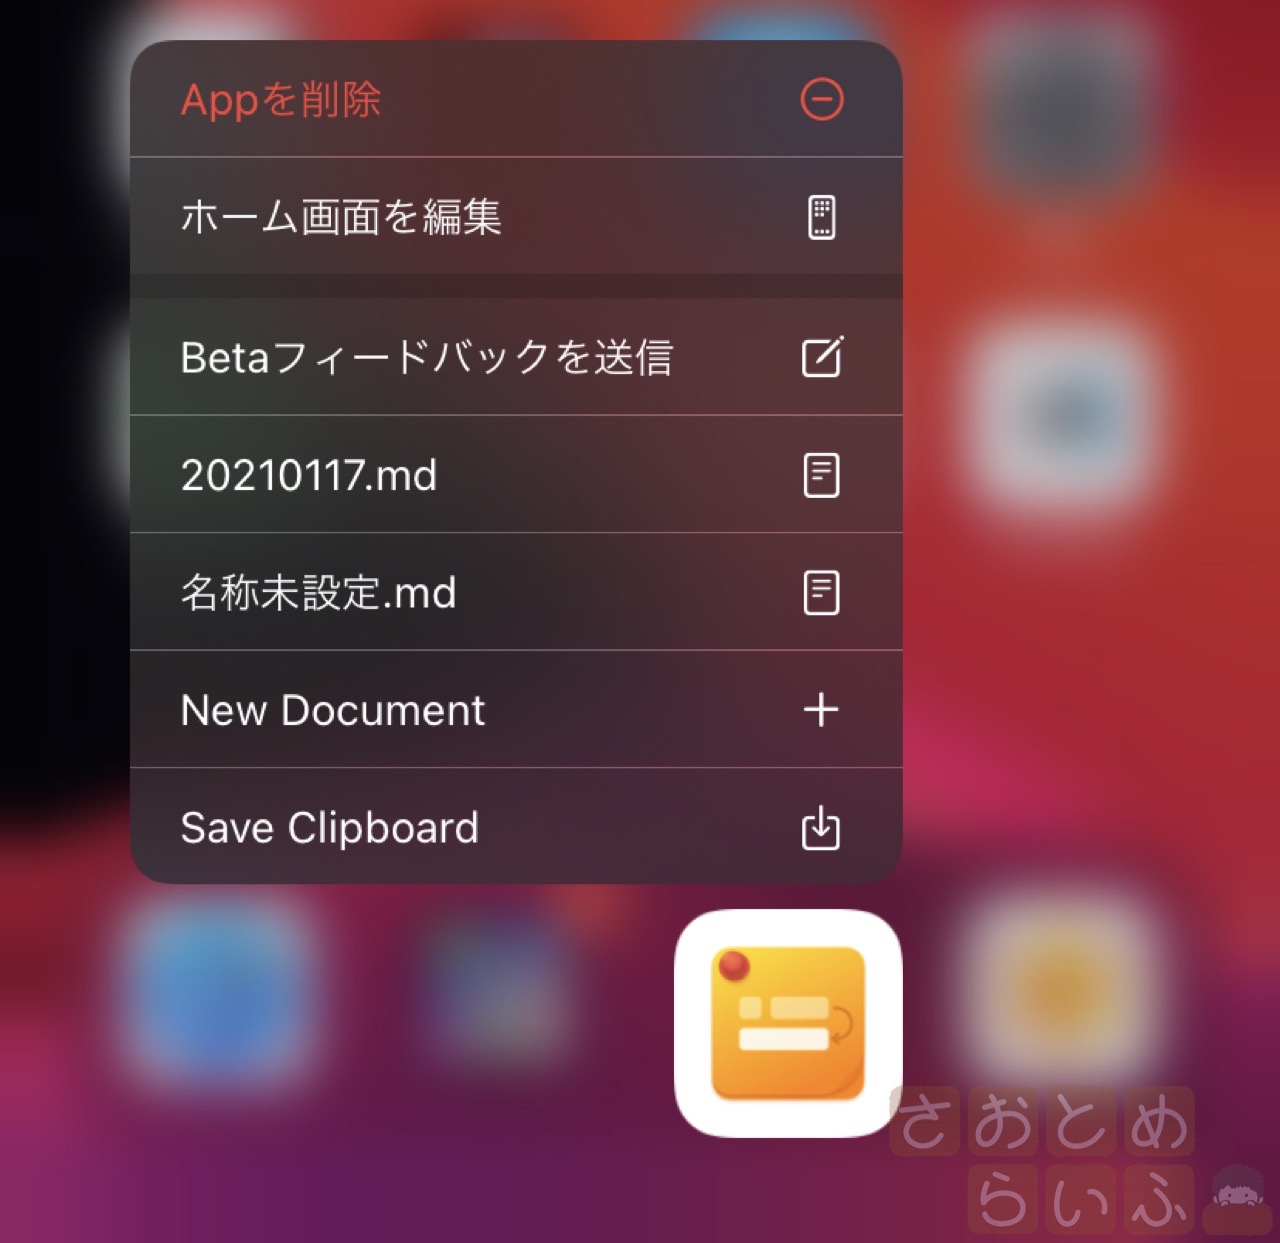 Appを削除
ホーム画面を編集
Betaフィードバックを送信
20210117.md
名称未設定.md
New Document
Save Clipboard
さおとめ
らいふ